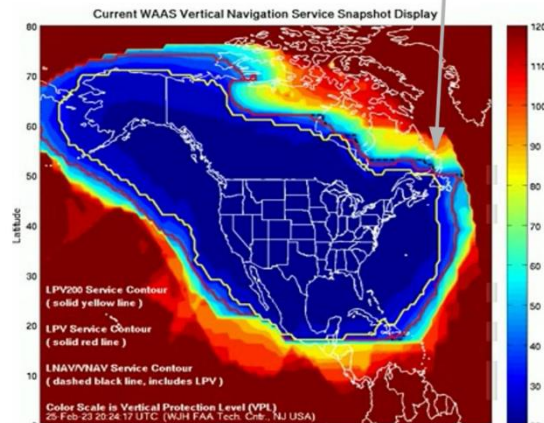 Current WAAS Vertical Navigation Service Snapshot Display
80
70
60
50
40
30
20
10
0
Latitude
LPV200 Service Contour
( solid yellow line )
LPV Service Contour
( solid red line )
LNAV/VNAV Service Contour
( dashed black line, includes LPV )
Color Scale is Vertical Protection Level (VPL)
25-Feb-23 20:24:17 UTC (WJH FAA Tech. Cntr., NJ USA)
120
110
100
90
80
70
60
50
40
30